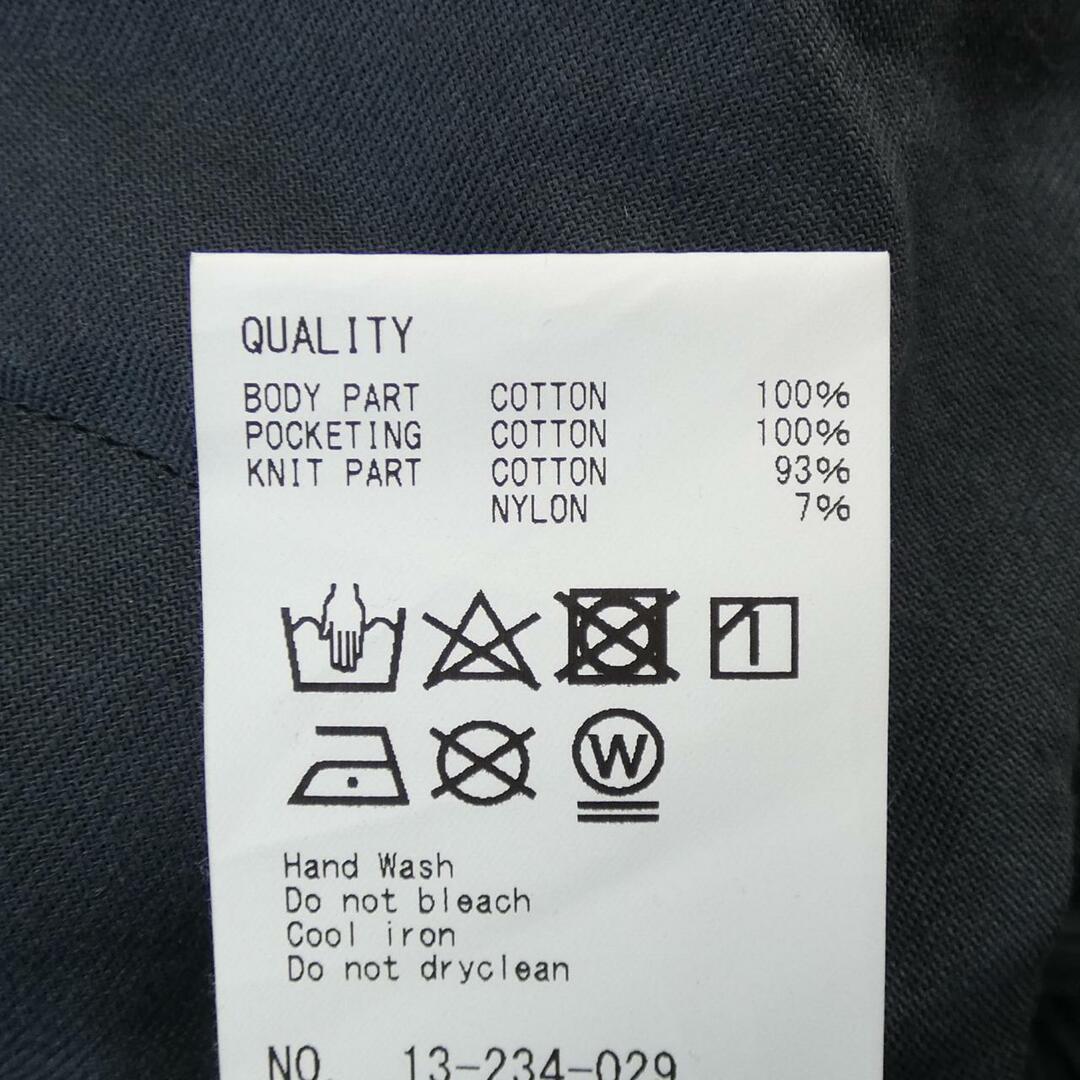 QUALITY
BODY PART COTTON 100%
POCKETING COTTON 100%
KNIT PART COTTON 93%
NYLON 7%
W
Hand Wash
Do not bleach
Cool iron
Do not dryclean
NO. 13-234-029